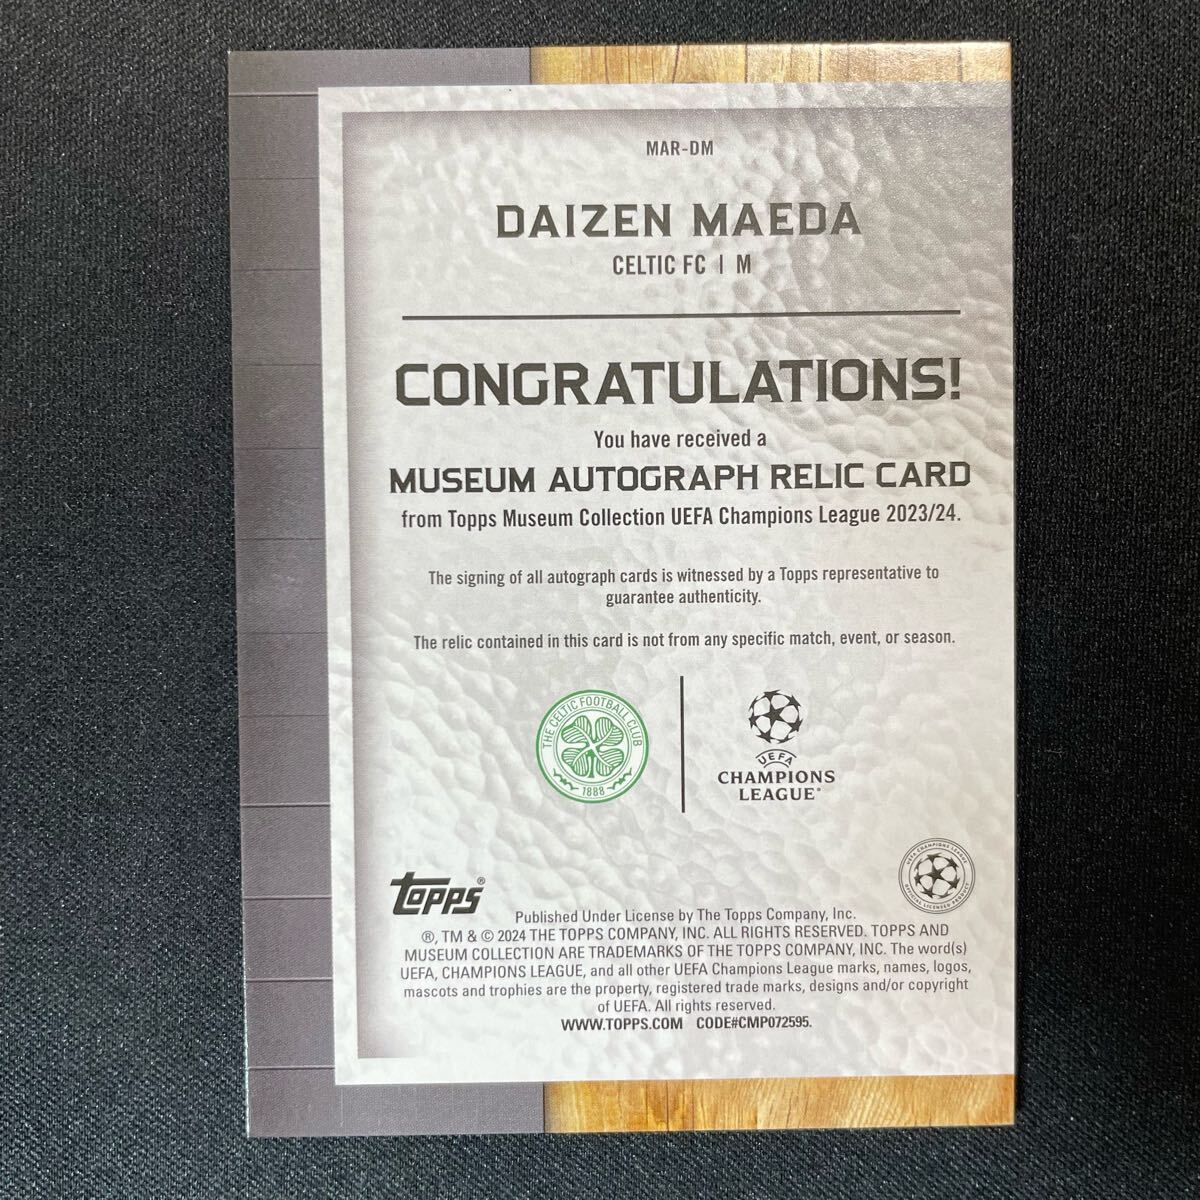 MAR-DM
DAIZEN MAEDA
CELTIC FC | M
CONGRATULATIONS!
You have received a
MUSEUM AUTOGRAPH RELIC CARD
from Topps Museum Collection UEFA Champions League 2023/24.
The signing of all autograph cards is witnessed by a Topps representative to
guarantee authenticity.
The relic contained in this card is not from any specific match, event, or season.
THE CELTIC FOOTBALL CLUB
1888
UEFA
CHAMPIONS
LEAGUE®
UEFA CHAMPIONS LEAGUE
OFFICIAL LICENSED PRODUCT
topps®
Published Under License by The Topps Company, Inc.
®, TM & © 2024 THE TOPPS COMPANY, INC. ALL RIGHTS RESERVED. TOPPS AND
MUSEUM COLLECTION ARE TRADEMARKS OF THE TOPPS COMPANY, INC. The word(s)
UEFA, CHAMPIONS LEAGUE, and all other UEFA Champions League marks, names, logos,
mascots and trophies are the property, registered trade marks, designs and/or copyright
of UEFA. All rights reserved.
WWW.TOPPS.COM CODE#CMP072595.